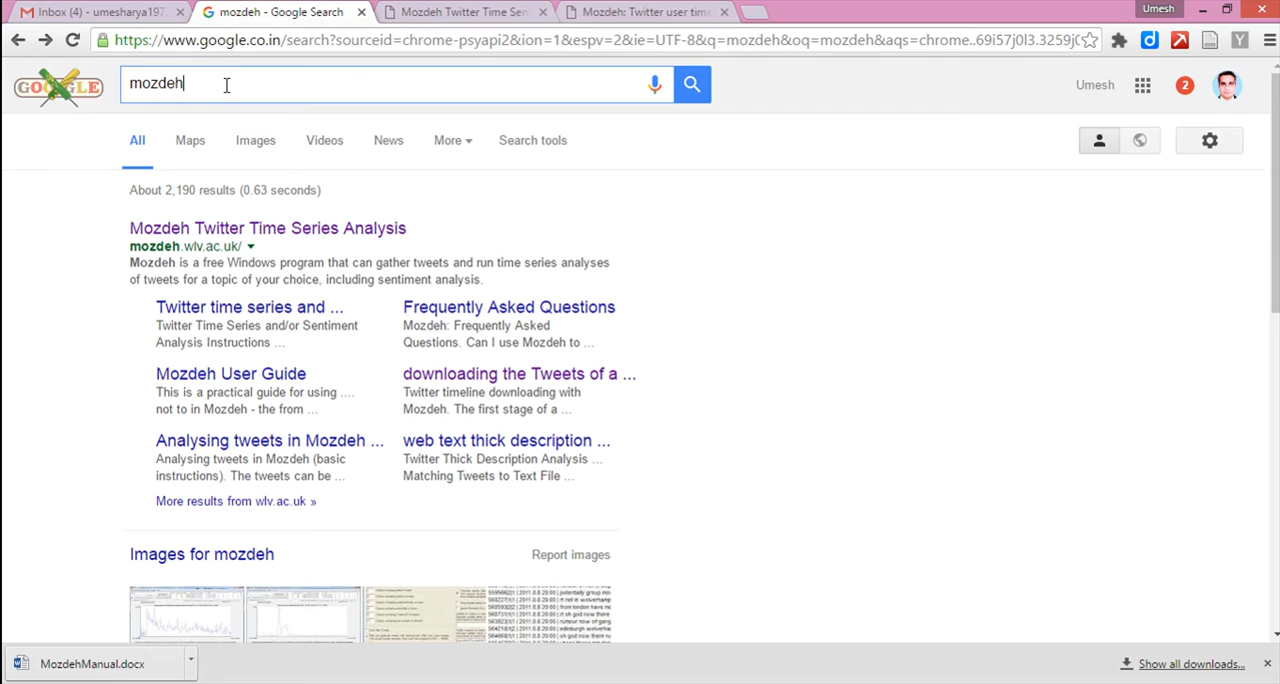 Inbox (4) - umesharya197
mozdeh - Google Search
Mozdeh Twitter Time Seri
Mozdeh: Twitter user time
Umesh
https://www.google.co.in/search?sourceid=chrome-psyapi2&ion=1&espv=2&ie=UTF-8&q=mozdeh&oq=mozdeh&aqs=chrome..69i57j0l3.3259j0
GOOGLE
mozdeh
Umesh
2
All
Maps
Images
Videos
News
More
Search tools
About 2,190 results (0.63 seconds)
Mozdeh Twitter Time Series Analysis
mozdeh.wlv.ac.uk/
Mozdeh is a free Windows program that can gather tweets and run time series analyses
of tweets for a topic of your choice, including sentiment analysis.
Twitter time series and ...
Twitter Time Series and/or Sentiment
Analysis Instructions ...
Frequently Asked Questions
Mozdeh: Frequently Asked
Questions. Can I use Mozdeh to ...
Mozdeh User Guide
This is a practical guide for using ....
not to in Mozdeh - the from ...
downloading the Tweets of a ...
Twitter timeline downloading with
Mozdeh. The first stage of a ...
Analysing tweets in Mozdeh ...
Analysing tweets in Mozdeh (basic
instructions). The tweets can be ...
web text thick description ...
Twitter Thick Description Analysis ...
Matching Tweets to Text File ...
More results from wlv.ac.uk »
Images for mozdeh
Report images
MozdehManual.docx
Show all downloads...